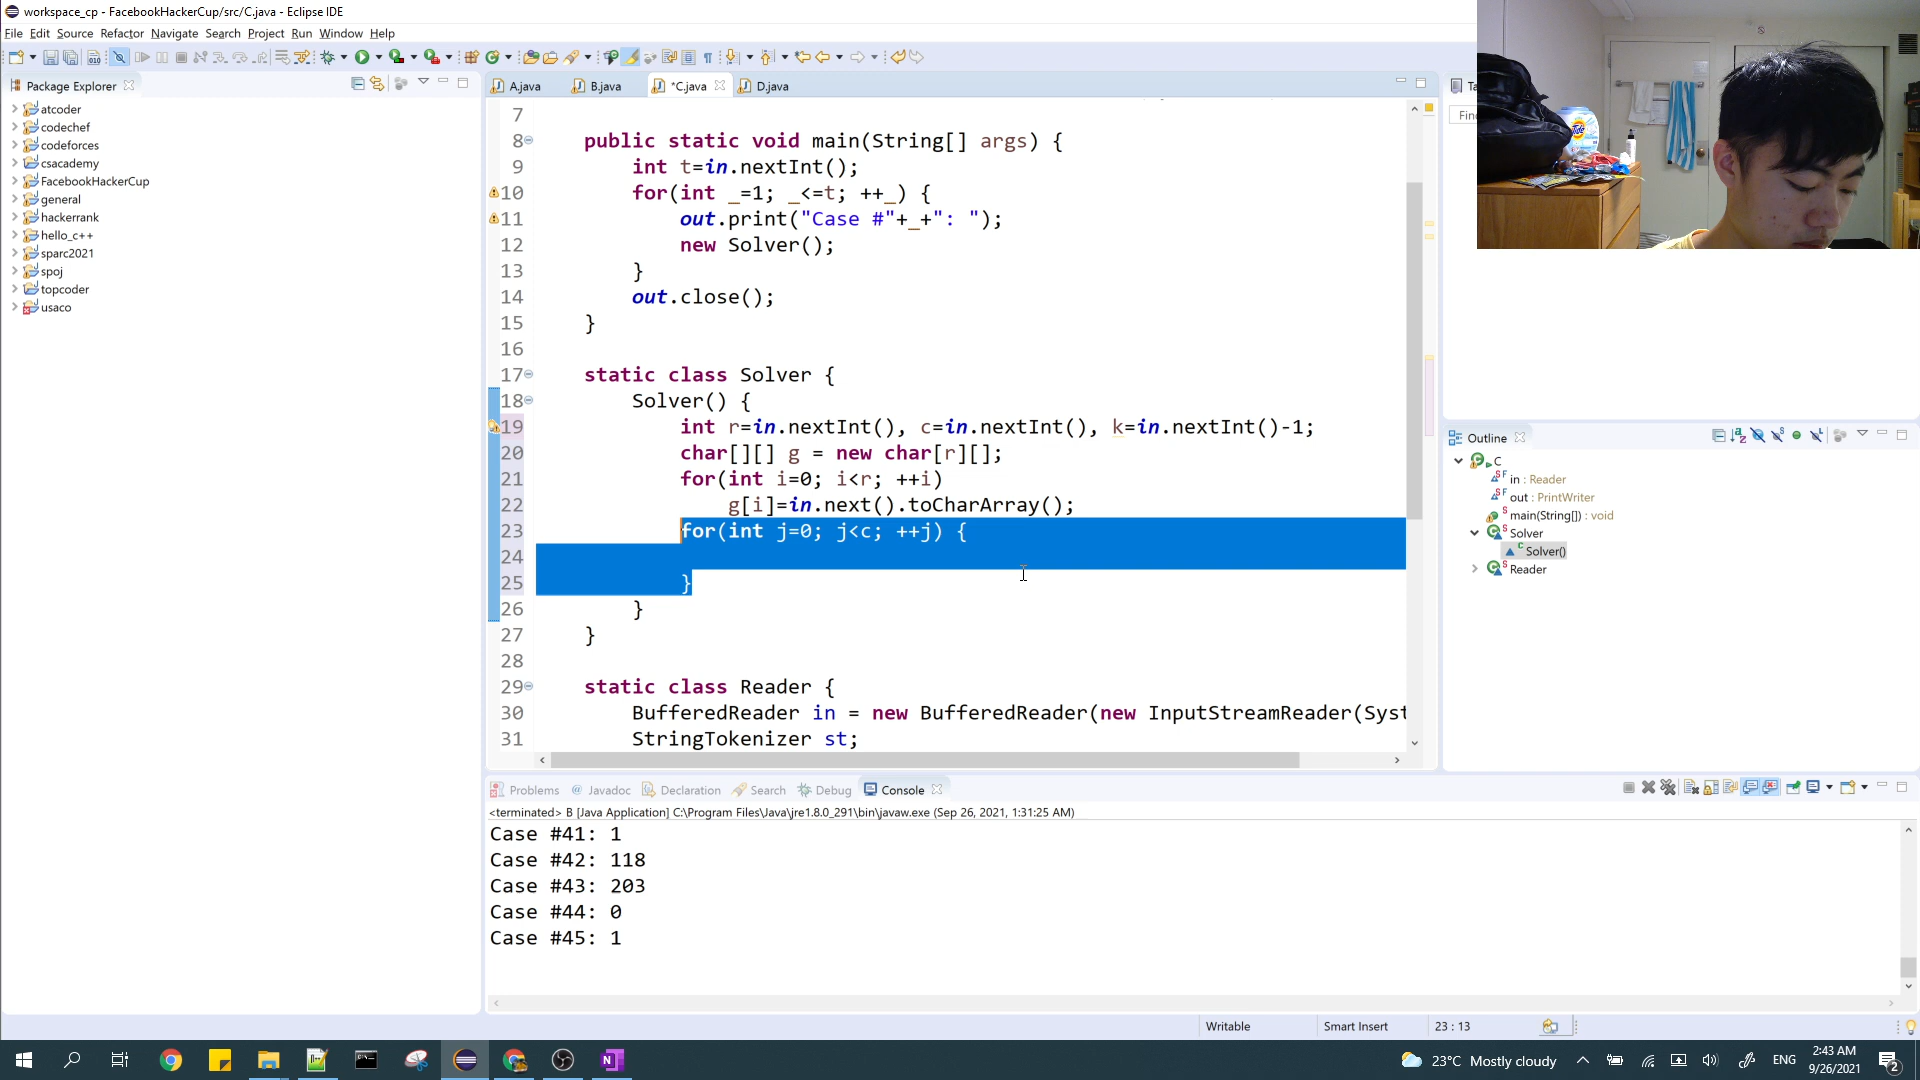 workspace_cp - FacebookHackerCup/src/C.java - Eclipse IDE
File Edit Source Refactor Navigate Search Project Run Window Help
Package Explorer
atcoder
codechef
codeforces
csacademy
FacebookHackerCup
general
hackerrank
hello_c++
sparc2021
spoj
topcoder
usaco
A.java B.java *C.java D.java
7
8 public static void main(String[] args) {
9 int t=in.nextInt();
10 for(int _=1; _<=t; ++_) {
11 out.print("Case #"+_+": ");
12 new Solver();
13 }
14 out.close();
15 }
16
17 static class Solver {
18 Solver() {
19 int r=in.nextInt(), c=in.nextInt(), k=in.nextInt()-1;
20 char[][] g = new char[r][];
21 for(int i=0; i<r; ++i)
22 g[i]=in.next().toCharArray();
23 for(int j=0; j<c; ++j) {
24
25 }
26 }
27 }
28
29 static class Reader {
30 BufferedReader in = new BufferedReader(new InputStreamReader(Syst
31 StringTokenizer st;
Tide
Outline
C
in : Reader
out : PrintWriter
main(String[]) : void
Solver
Solver()
Reader
Problems @ Javadoc Declaration Search Debug Console
<terminated> B [Java Application] C:\Program Files\Java\jre1.8.0_291\bin\javaw.exe (Sep 26, 2021, 1:31:25 AM)
Case #41: 1
Case #42: 118
Case #43: 203
Case #44: 0
Case #45: 1
Writable Smart Insert 23 : 13
23°C Mostly cloudy ENG 2:43 AM
9/26/2021 2